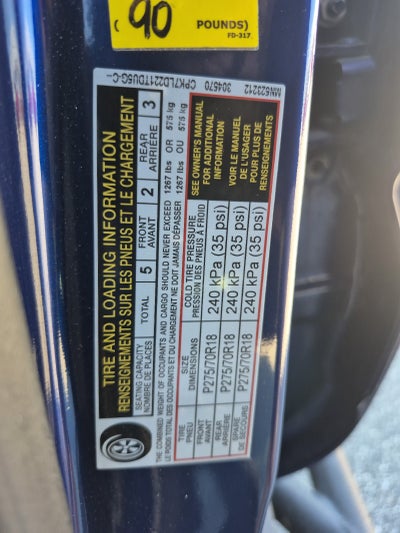 90
POUNDS)
(
FD-317
TIRE AND LOADING INFORMATION
RENSEIGNEMENTS SUR LES PNEUS ET LE CHARGEMENT
SEATING CAPACITY
NOMBRE DE PLACES
TOTAL 5
FRONT
AVANT 2
REAR
ARRIÈRE 3
THE COMBINED WEIGHT OF OCCUPANTS AND CARGO SHOULD NEVER EXCEED 1267 lbs OR 575 kg
LE POIDS TOTAL DES OCCUPANTS ET DU CHARGEMENT NE DOIT JAMAIS DÉPASSER 1267 lbs OU 575 kg
TIRE
PNEU
SIZE
DIMENSIONS
COLD TIRE PRESSURE
PRESSION DES PNEUS À FROID
FRONT
AVANT
P275/70R18
240 kPa (35 psi)
REAR
ARRIÈRE
P275/70R18
240 kPa (35 psi)
SPARE
DE SECOURS
P275/70R18
240 kPa (35 psi)
SEE OWNER'S MANUAL
FOR ADDITIONAL
INFORMATION
VOIR LE MANUEL
DE L'USAGER
POUR PLUS DE
RENSEIGNEMENTS
CPK7LD221TDU5G-C
304570